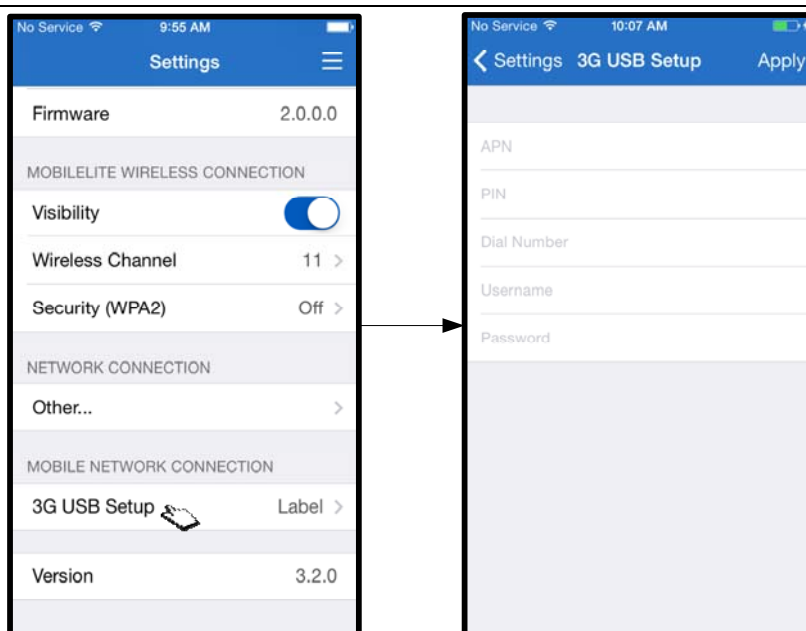 No Service 9:55 AM
Settings
Firmware 2.0.0.0
MOBILELITE WIRELESS CONNECTION
Visibility
Wireless Channel 11
Security (WPA2) Off
NETWORK CONNECTION
Other...
MOBILE NETWORK CONNECTION
3G USB Setup Label
Version 3.2.0
No Service 10:07 AM
Settings 3G USB Setup Apply
APN
PIN
Dial Number
Username
Password